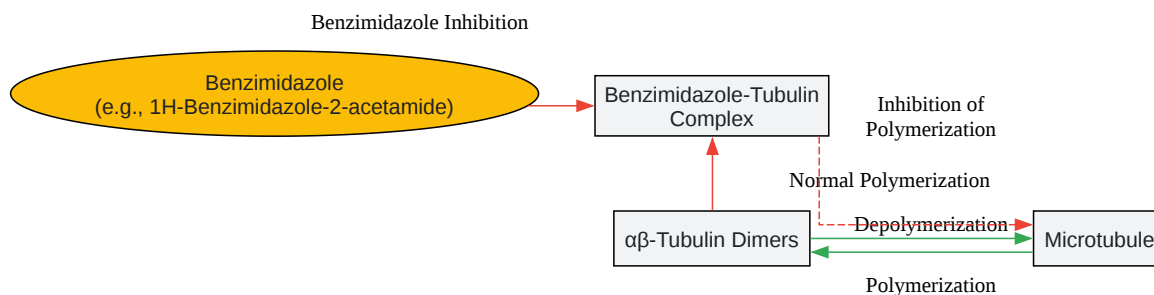 Benzimidazole Inhibition
Benzimidazole
(e.g., 1H-Benzimidazole-2-acetamide)
Benzimidazole-Tubulin
Complex
Inhibition of
Polymerization
Normal Polymerization
Depolymerization
αβ-Tubulin Dimers
Microtubule
Polymerization